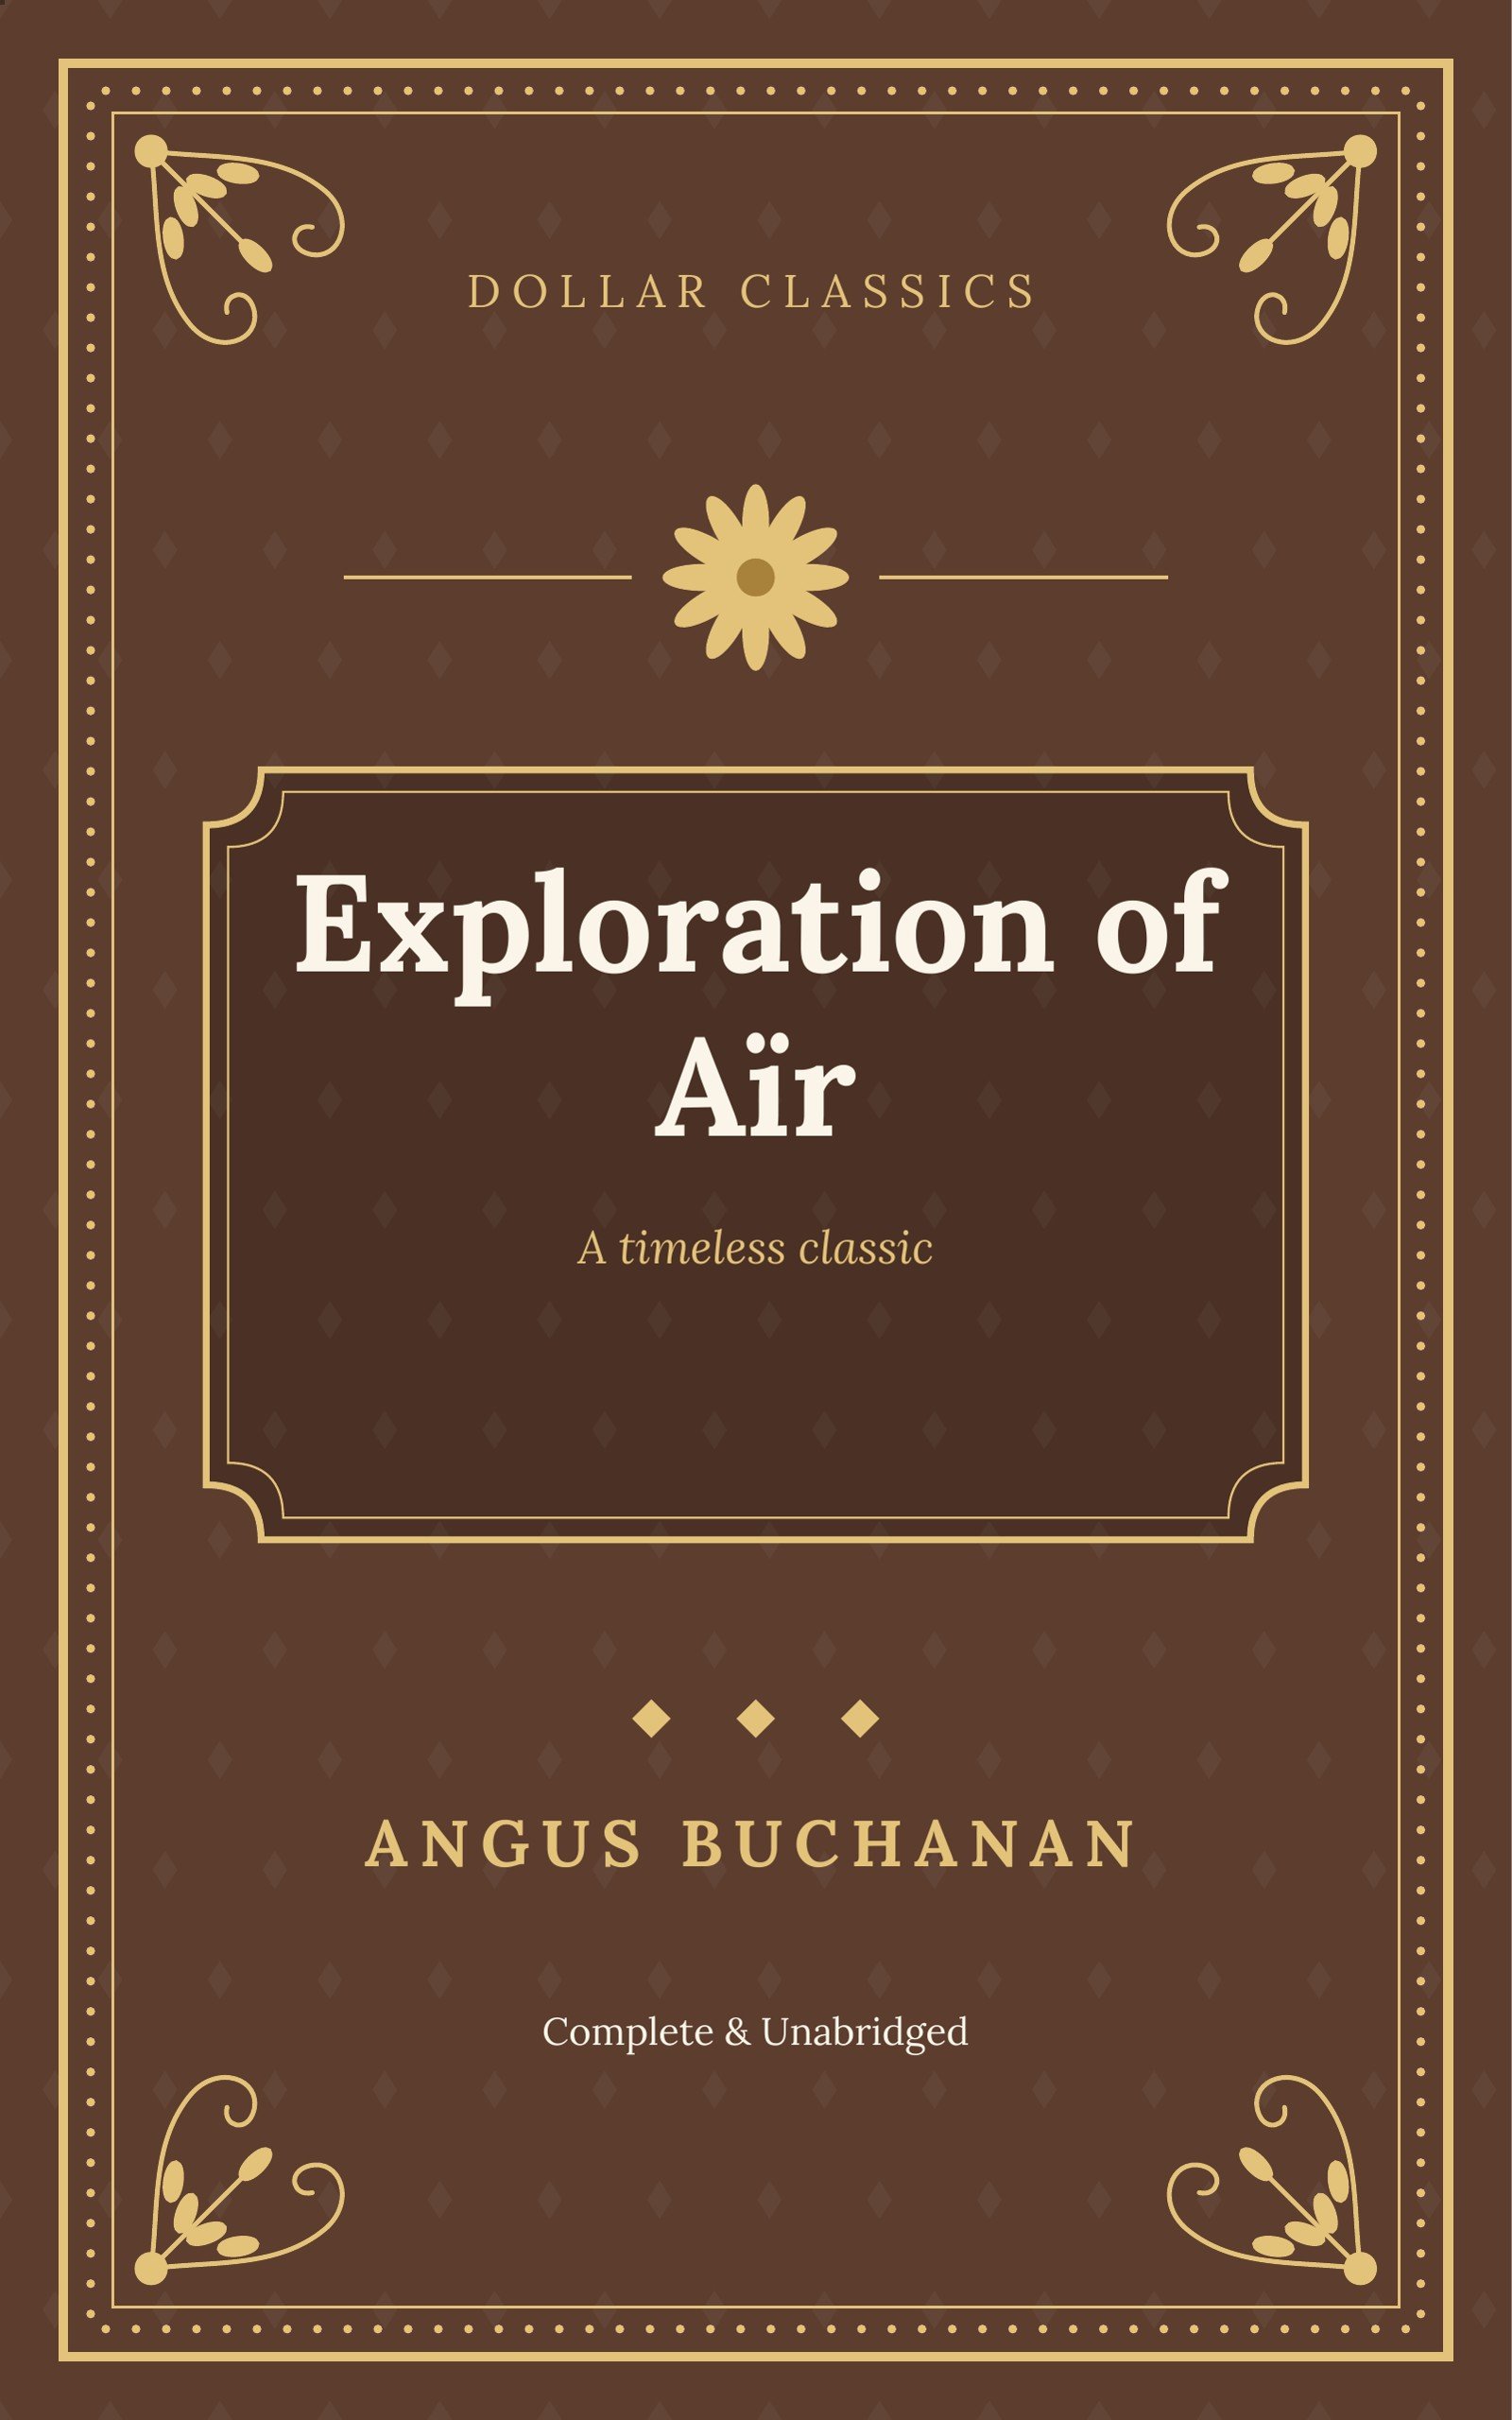 DOLLAR CLASSICS
Exploration of
Aïr
A timeless classic
ANGUS BUCHANAN
Complete & Unabridged